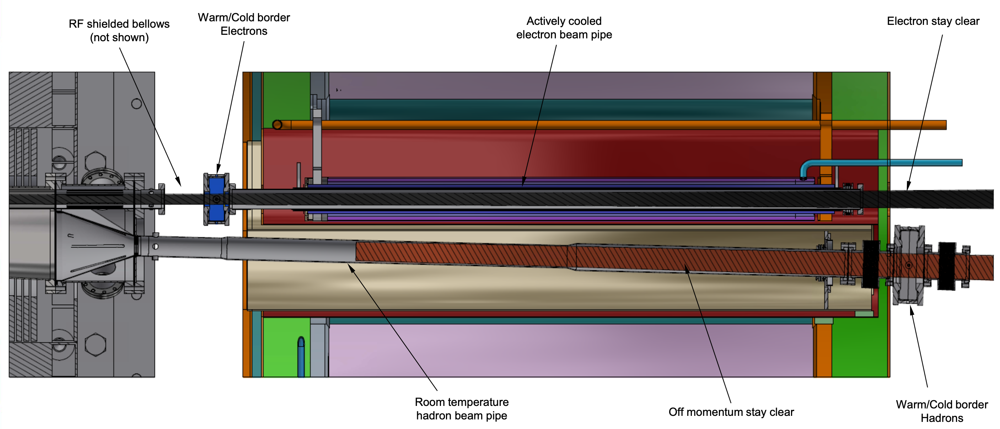 RF shielded bellows
(not shown)
Warm/Cold border
Electrons
Actively cooled
electron beam pipe
Electron stay clear
Room temperature
hadron beam pipe
Off momentum stay clear
Warm/Cold border
Hadrons